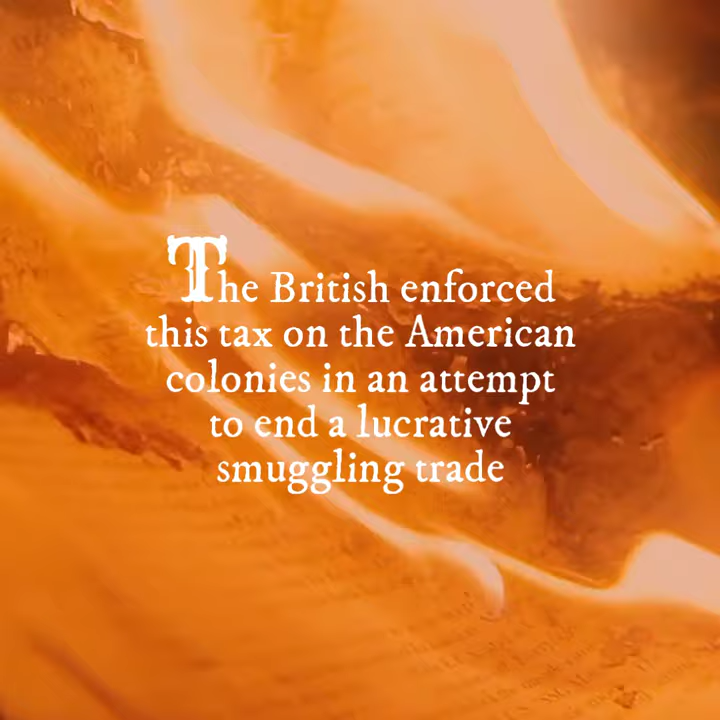 The British enforced
this tax on the American
colonies in an attempt
to end a lucrative
smuggling trade